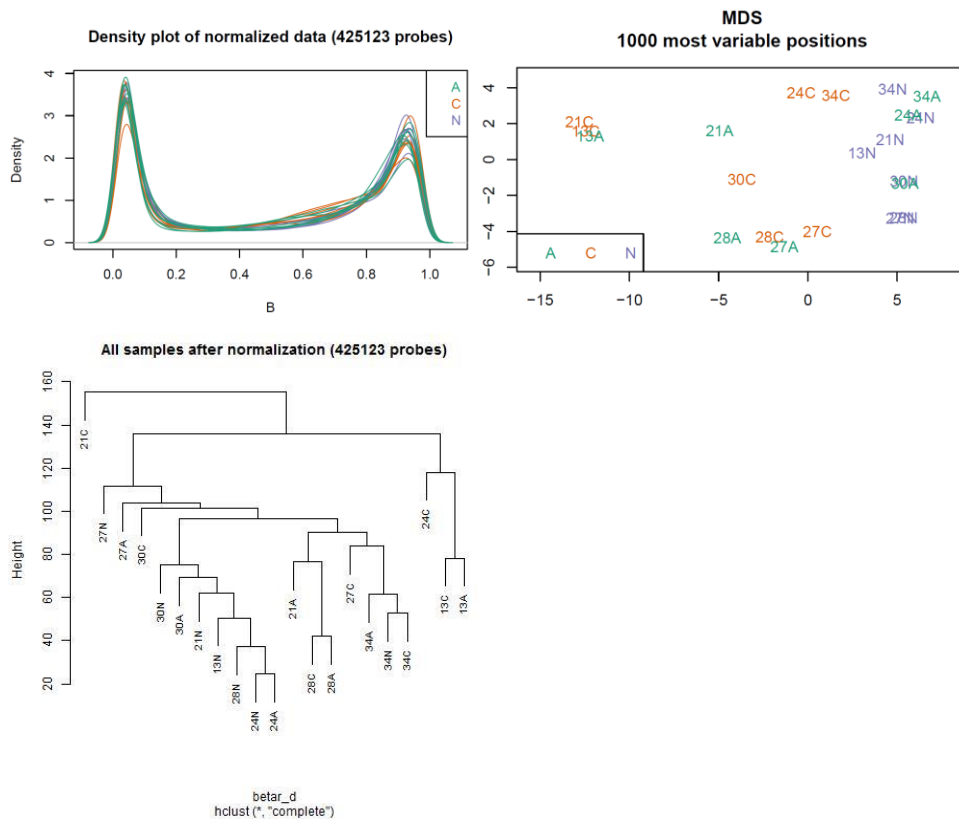 Density plot of normalized data (425123 probes)
4
3
2
1
0
Density
0.0 0.2 0.4 0.6 0.8 1.0
B
A
C
N
MDS
1000 most variable positions
4
2
0
−2
−4
−6
−15 −10 −5 0 5
24C 34C 34N 34A
24A 24N
21C 13C 13A 21A 21N
13N
30C 30N 30A
28A 28C 27A 27C 28N
A C N
All samples after normalization (425123 probes)
160
140
120
100
80
60
40
20
Height
21C
27N
27A
30C
30N
30A
21N
13N
28N
24N
24A
21A
28C
28A
27C
34A
34N
34C
24C
13C
13A
betar_d
hclust (*, "complete")